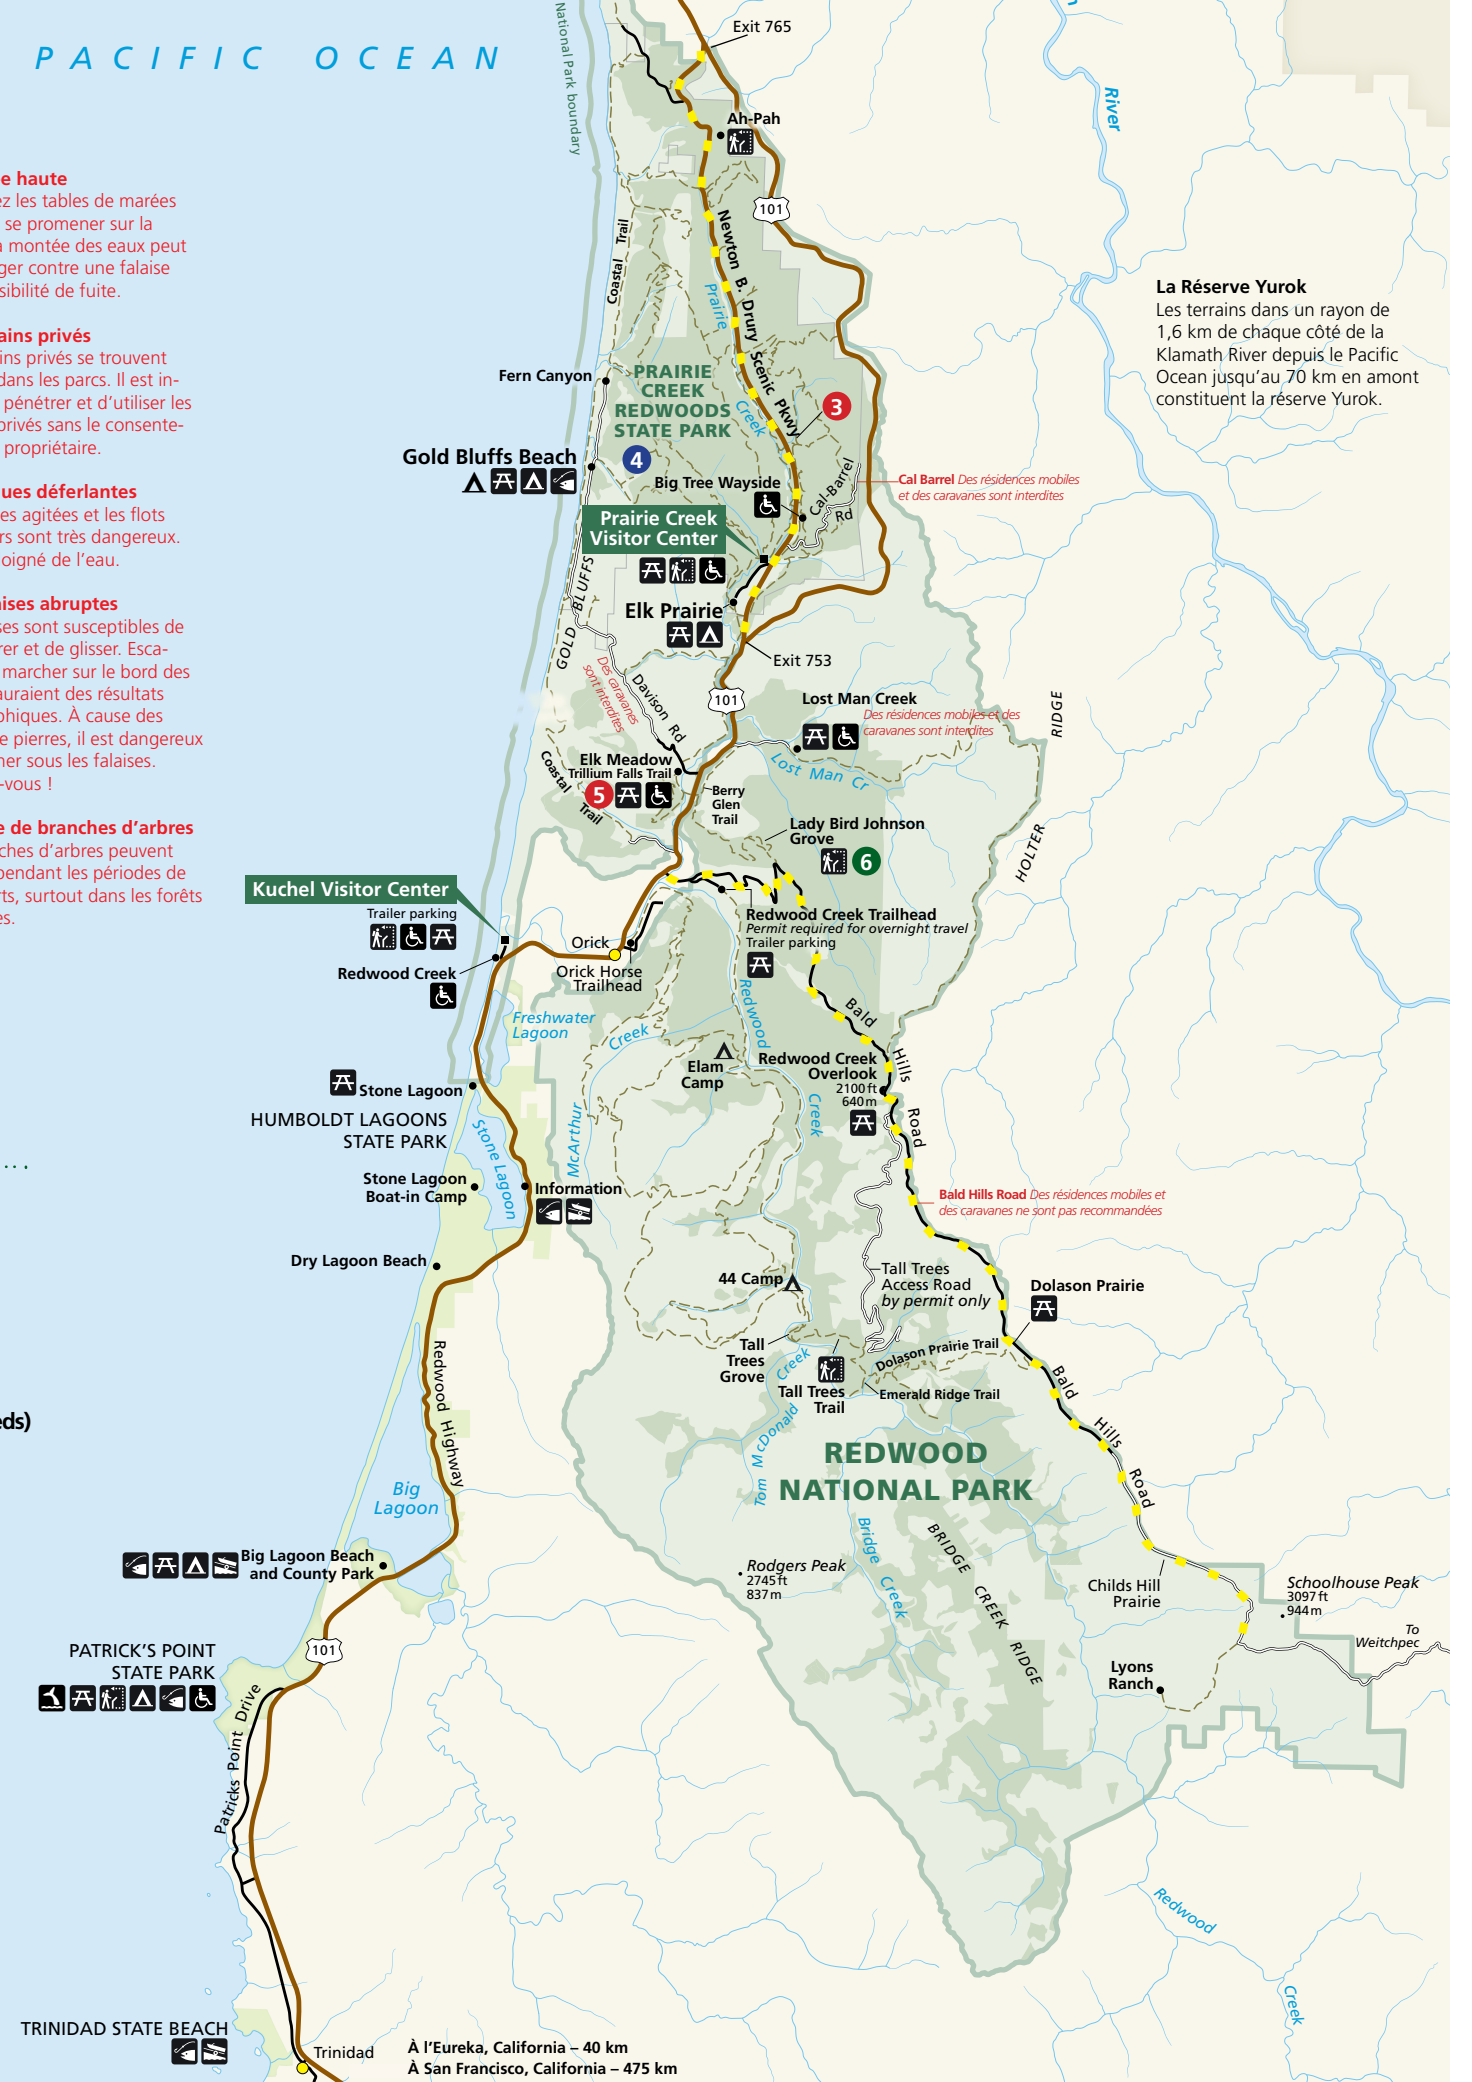 PACIFIC OCEAN
National Park boundary
Exit 765
Ah-Pah
River
101
Newton B. Drury Scenic Pkwy
Coastal Trail
Prairie Creek
e haute
ez les tables de marées
se promener sur la
a montée des eaux peut
ger contre une falaise
sibilité de fuite.
ains privés
ins privés se trouvent
dans les parcs. Il est in-
pénétrer et d'utiliser les
privés sans le consente-
propriétaire.
ues déferlantes
es agitées et les flots
rs sont très dangereux.
oigné de l'eau.
aises abruptes
ses sont susceptibles de
rer et de glisser. Esca-
marcher sur le bord des
auraient des résultats
phiques. À cause des
e pierres, il est dangereux
ner sous les falaises.
-vous !
e de branches d'arbres
ches d'arbres peuvent
pendant les périodes de
rts, surtout dans les forêts
es.
La Réserve Yurok
Les terrains dans un rayon de
1,6 km de chaque côté de la
Klamath River depuis le Pacific
Ocean jusqu'au 70 km en amont
constituent la réserve Yurok.
Fern Canyon
PRAIRIE
CREEK
REDWOODS
STATE PARK
3
4
Gold Bluffs Beach
Big Tree Wayside
Cal-Barrel
Rd
Cal Barrel Des résidences mobiles
et des caravanes sont interdites
Prairie Creek
Visitor Center
GOLD BLUFFS
Elk Prairie
Exit 753
Des caravanes
sont interdites
Davison Rd
101
Lost Man Creek
Des résidences mobiles et des
caravanes sont interdites
Lost Man Cr
HOLTER RIDGE
Elk Meadow
Trillium Falls Trail
5
Coastal Trail
Berry
Glen
Trail
Lady Bird Johnson
Grove
6
Kuchel Visitor Center
Trailer parking
Redwood Creek
Orick
Orick Horse
Trailhead
Redwood Creek Trailhead
Permit required for overnight travel
Trailer parking
Freshwater
Lagoon
McArthur Creek
Redwood Creek
Bald Hills Road
Elam
Camp
Redwood Creek
Overlook
2100 ft
640 m
Stone Lagoon
HUMBOLDT LAGOONS
STATE PARK
Stone Lagoon
Stone Lagoon
Boat-in Camp
Information
Bald Hills Road Des résidences mobiles et
des caravanes ne sont pas recommandées
Dry Lagoon Beach
44 Camp
Tall Trees
Access Road
by permit only
Dolason Prairie
Tall
Trees
Grove
Dolason Prairie Trail
Tall Trees
Trail
Emerald Ridge Trail
Tom McDonald Creek
Redwood Highway
eds)
REDWOOD
NATIONAL PARK
Bald Hills Road
Big
Lagoon
Bridge Creek
BRIDGE CREEK RIDGE
Big Lagoon Beach
and County Park
Rodgers Peak
2745 ft
837 m
Childs Hill
Prairie
Schoolhouse Peak
3097 ft
944 m
To
Weitchpec
101
PATRICK'S POINT
STATE PARK
Lyons
Ranch
Patricks Point Drive
Redwood
Creek
TRINIDAD STATE BEACH
Trinidad
À l'Eureka, California – 40 km
À San Francisco, California – 475 km